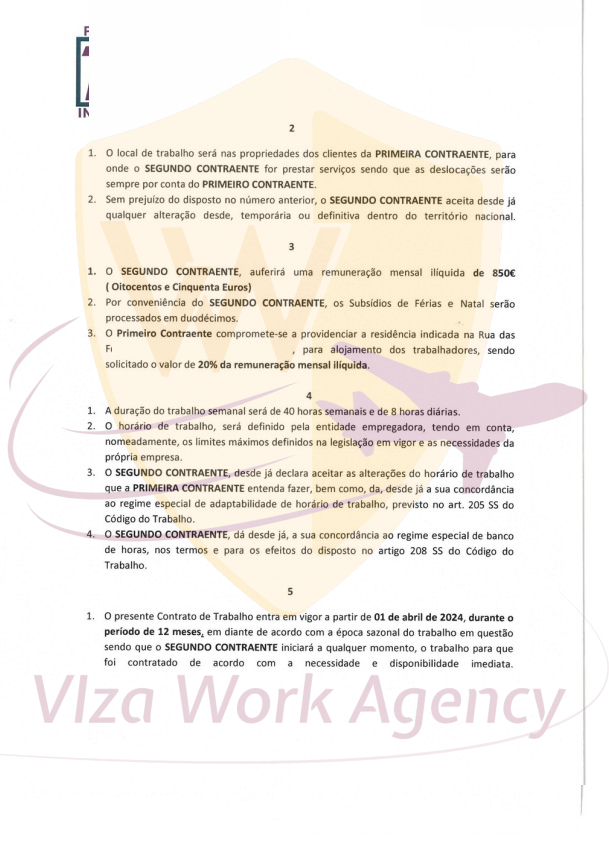 2
1. O local de trabalho será nas propriedades dos clientes da PRIMEIRA CONTRAENTE, para
onde o SEGUNDO CONTRAENTE for prestar serviços sendo que as deslocações serão
sempre por conta do PRIMEIRO CONTRAENTE.
2. Sem prejuízo do disposto no número anterior, o SEGUNDO CONTRAENTE aceita desde já
qualquer alteração desde, temporária ou definitiva dentro do território nacional.
3
1. O SEGUNDO CONTRAENTE, auferirá uma remuneração mensal ilíquida de 850€
( Oitocentos e Cinquenta Euros)
2. Por conveniência do SEGUNDO CONTRAENTE, os Subsídios de Férias e Natal serão
processados em duodécimos.
3. O Primeiro Contraente compromete-se a providenciar a residência indicada na Rua das
, para alojamento dos trabalhadores, sendo
solicitado o valor de 20% da remuneração mensal ilíquida.
4
1. A duração do trabalho semanal será de 40 horas semanais e de 8 horas diárias.
2. O horário de trabalho, será definido pela entidade empregadora, tendo em conta,
nomeadamente, os limites máximos definidos na legislação em vigor e as necessidades da
própria empresa.
3. O SEGUNDO CONTRAENTE, desde já declara aceitar as alterações do horário de trabalho
que a PRIMEIRA CONTRAENTE entenda fazer, bem como, da, desde já a sua concordância
ao regime especial de adaptabilidade de horário de trabalho, previsto no art. 205 SS do
Código do Trabalho.
4. O SEGUNDO CONTRAENTE, dá desde já, a sua concordância ao regime especial de banco
de horas, nos termos e para os efeitos do disposto no artigo 208 SS do Código do
Trabalho.
5
1. O presente Contrato de Trabalho entra em vigor a partir de 01 de abril de 2024, durante o
período de 12 meses, em diante de acordo com a época sazonal do trabalho em questão
sendo que o SEGUNDO CONTRAENTE iniciará a qualquer momento, o trabalho para que
foi contratado de acordo com a necessidade e disponibilidade imediata.
VIza Work Agency